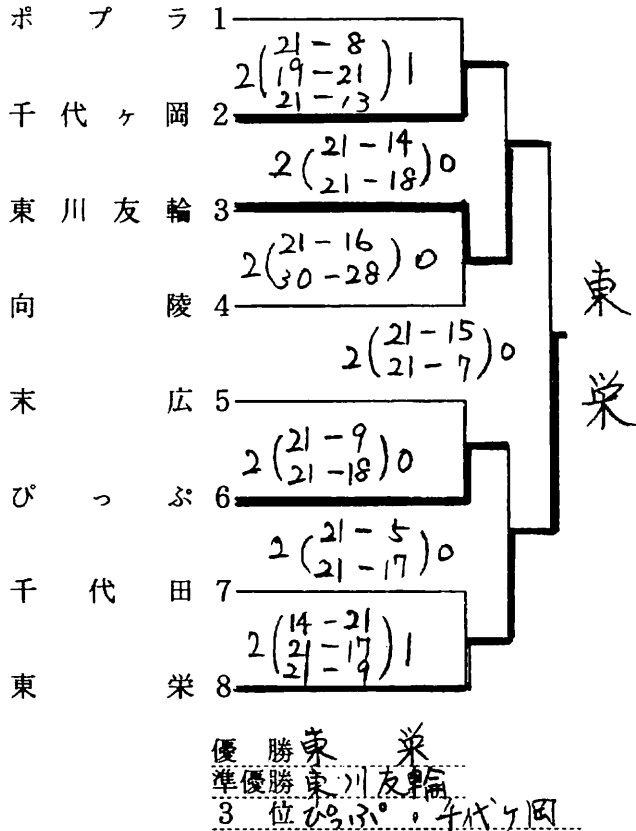 ポプラ 1
2(21-8 19-21 21-13)1
千代ヶ岡 2
2(21-14 21-18)0
東川友輪 3
2(21-16 30-28)0
向陵 4
2(21-15 21-7)0
東栄
末広 5
2(21-9 21-18)0
ぴっぷ 6
2(21-5 21-17)0
千代田 7
2(14-21 21-17 21-9)1
東栄 8
優勝 東栄
準優勝 東川友輪
3位 ぴっぷ・千代ヶ岡